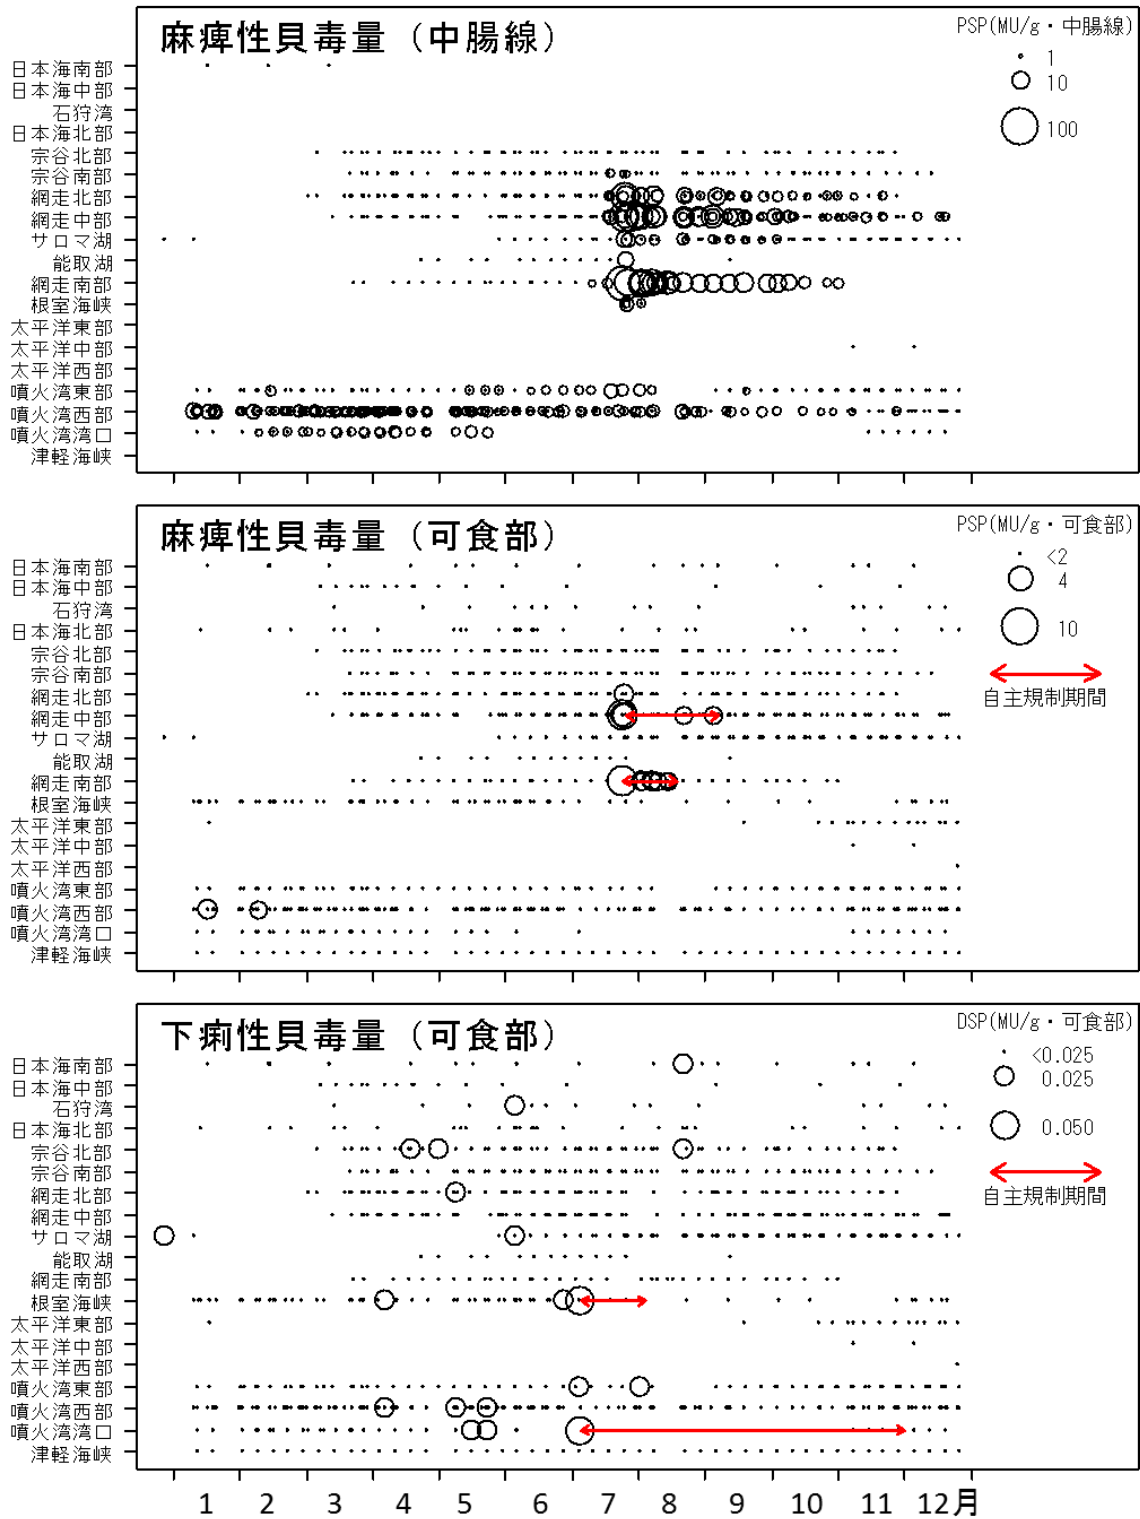 麻痺性貝毒量 (中腸線)
PSP(MU/g・中腸線)
1
10
100
日本海南部
日本海中部
石狩湾
日本海北部
宗谷北部
宗谷南部
網走北部
網走中部
サロマ湖
能取湖
網走南部
根室海峡
太平洋東部
太平洋中部
太平洋西部
噴火湾東部
噴火湾西部
噴火湾湾口
津軽海峡
麻痺性貝毒量 (可食部)
PSP(MU/g・可食部)
<2
4
10
自主規制期間
日本海南部
日本海中部
石狩湾
日本海北部
宗谷北部
宗谷南部
網走北部
網走中部
サロマ湖
能取湖
網走南部
根室海峡
太平洋東部
太平洋中部
太平洋西部
噴火湾東部
噴火湾西部
噴火湾湾口
津軽海峡
下痢性貝毒量 (可食部)
DSP(MU/g・可食部)
<0.025
0.025
0.050
自主規制期間
日本海南部
日本海中部
石狩湾
日本海北部
宗谷北部
宗谷南部
網走北部
網走中部
サロマ湖
能取湖
網走南部
根室海峡
太平洋東部
太平洋中部
太平洋西部
噴火湾東部
噴火湾西部
噴火湾湾口
津軽海峡
1 2 3 4 5 6 7 8 9 10 11 12月